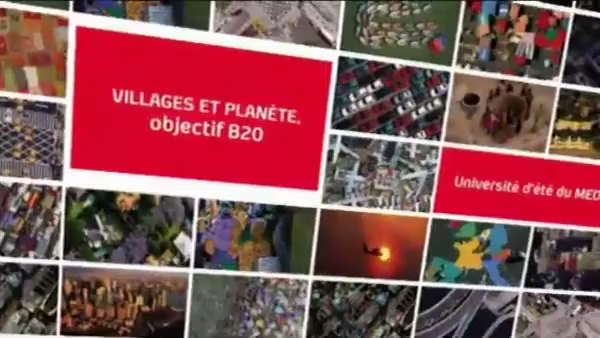 VILLAGES ET PLANÈTE,
objectif B20
Université d'été du MED